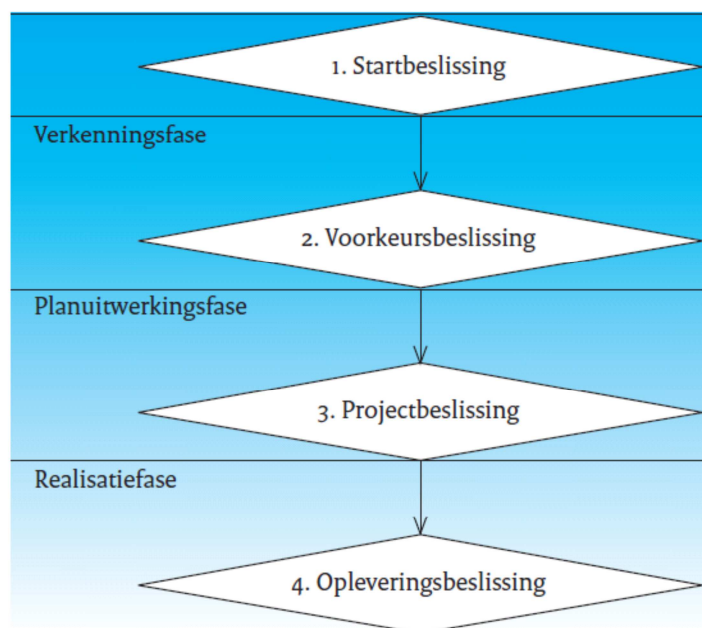 1. Startbeslissing
Verkenningsfase
2. Voorkeursbeslissing
Planuitwerkingsfase
3. Projectbeslissing
Realisatiefase
4. Opleveringsbeslissing